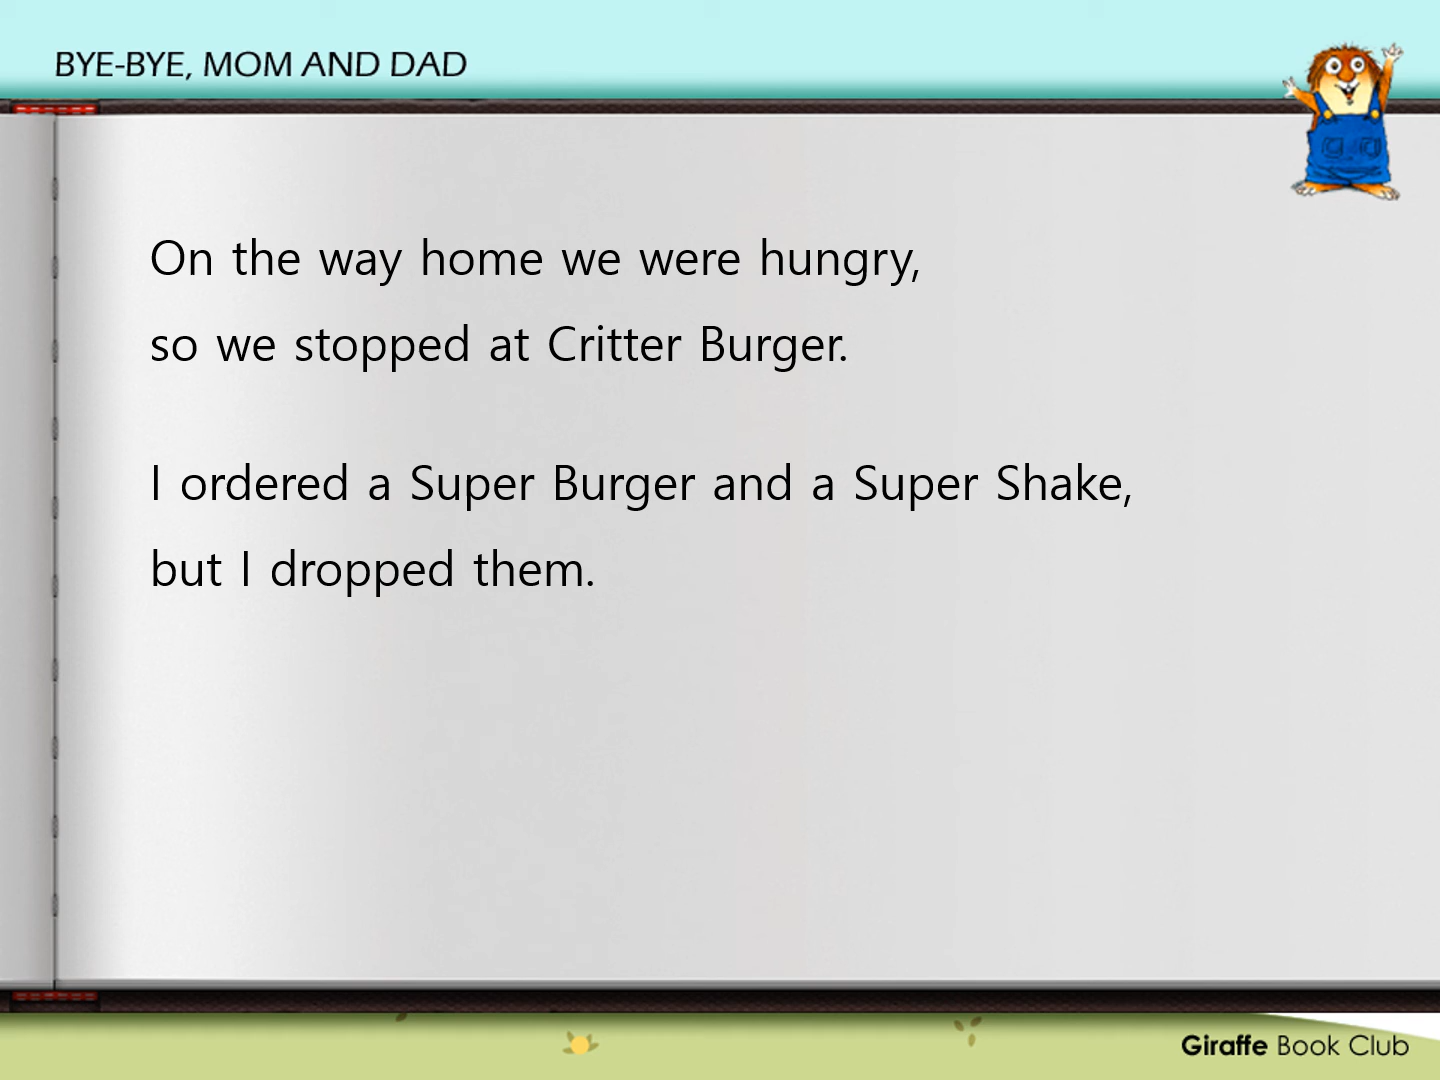 BYE-BYE, MOM AND DAD
On the way home we were hungry,
so we stopped at Critter Burger.
I ordered a Super Burger and a Super Shake,
but I dropped them.
Giraffe Book Club